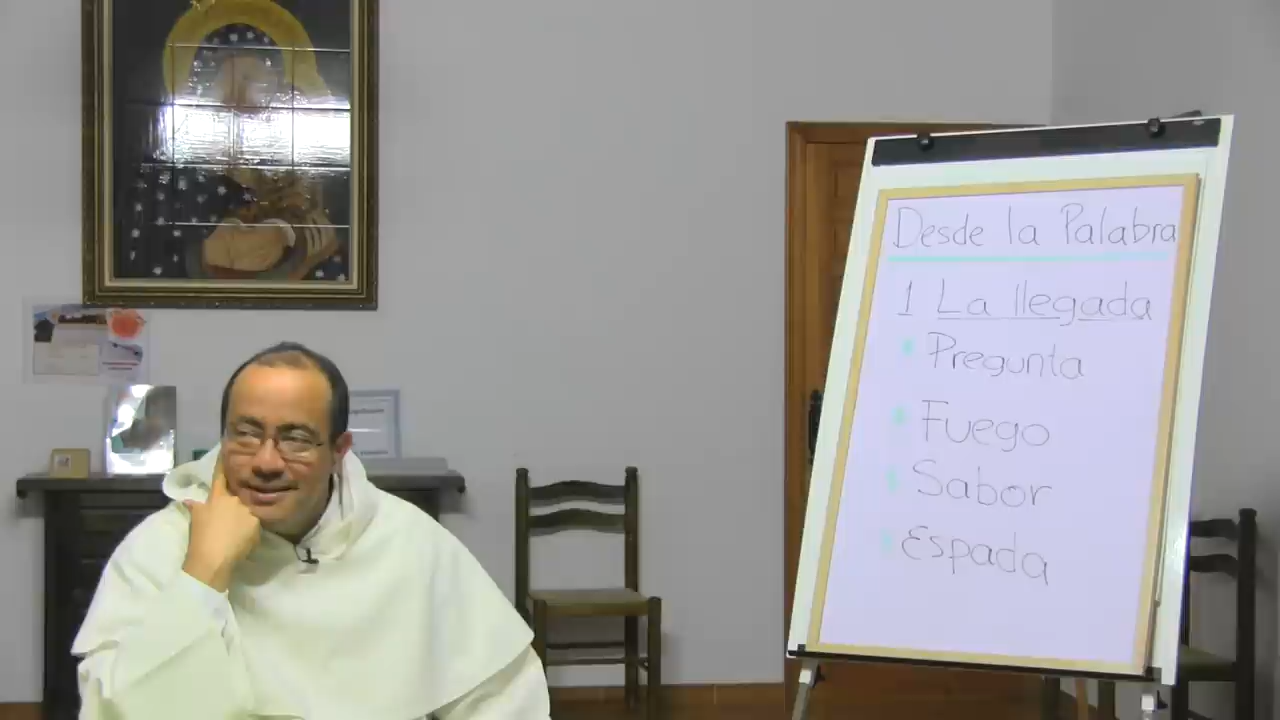 Desde la Palabra
1 La llegada
Pregunta
Fuego
Sabor
Espada